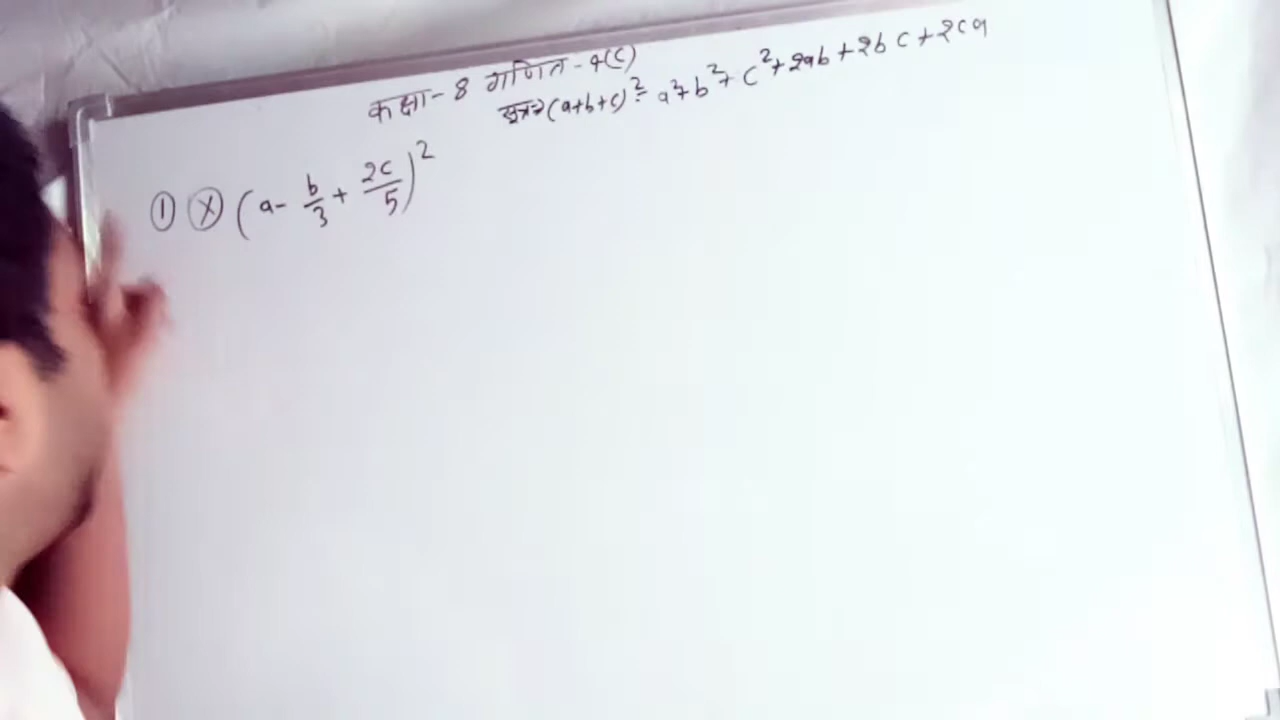 कक्षा- 8 गणित - 4(C)
सूत्र⇒ (a+b+c)² = a²+b²+c²+2ab+2bc+2ca
① Ⓧ (a - b/3 + 2c/5)²